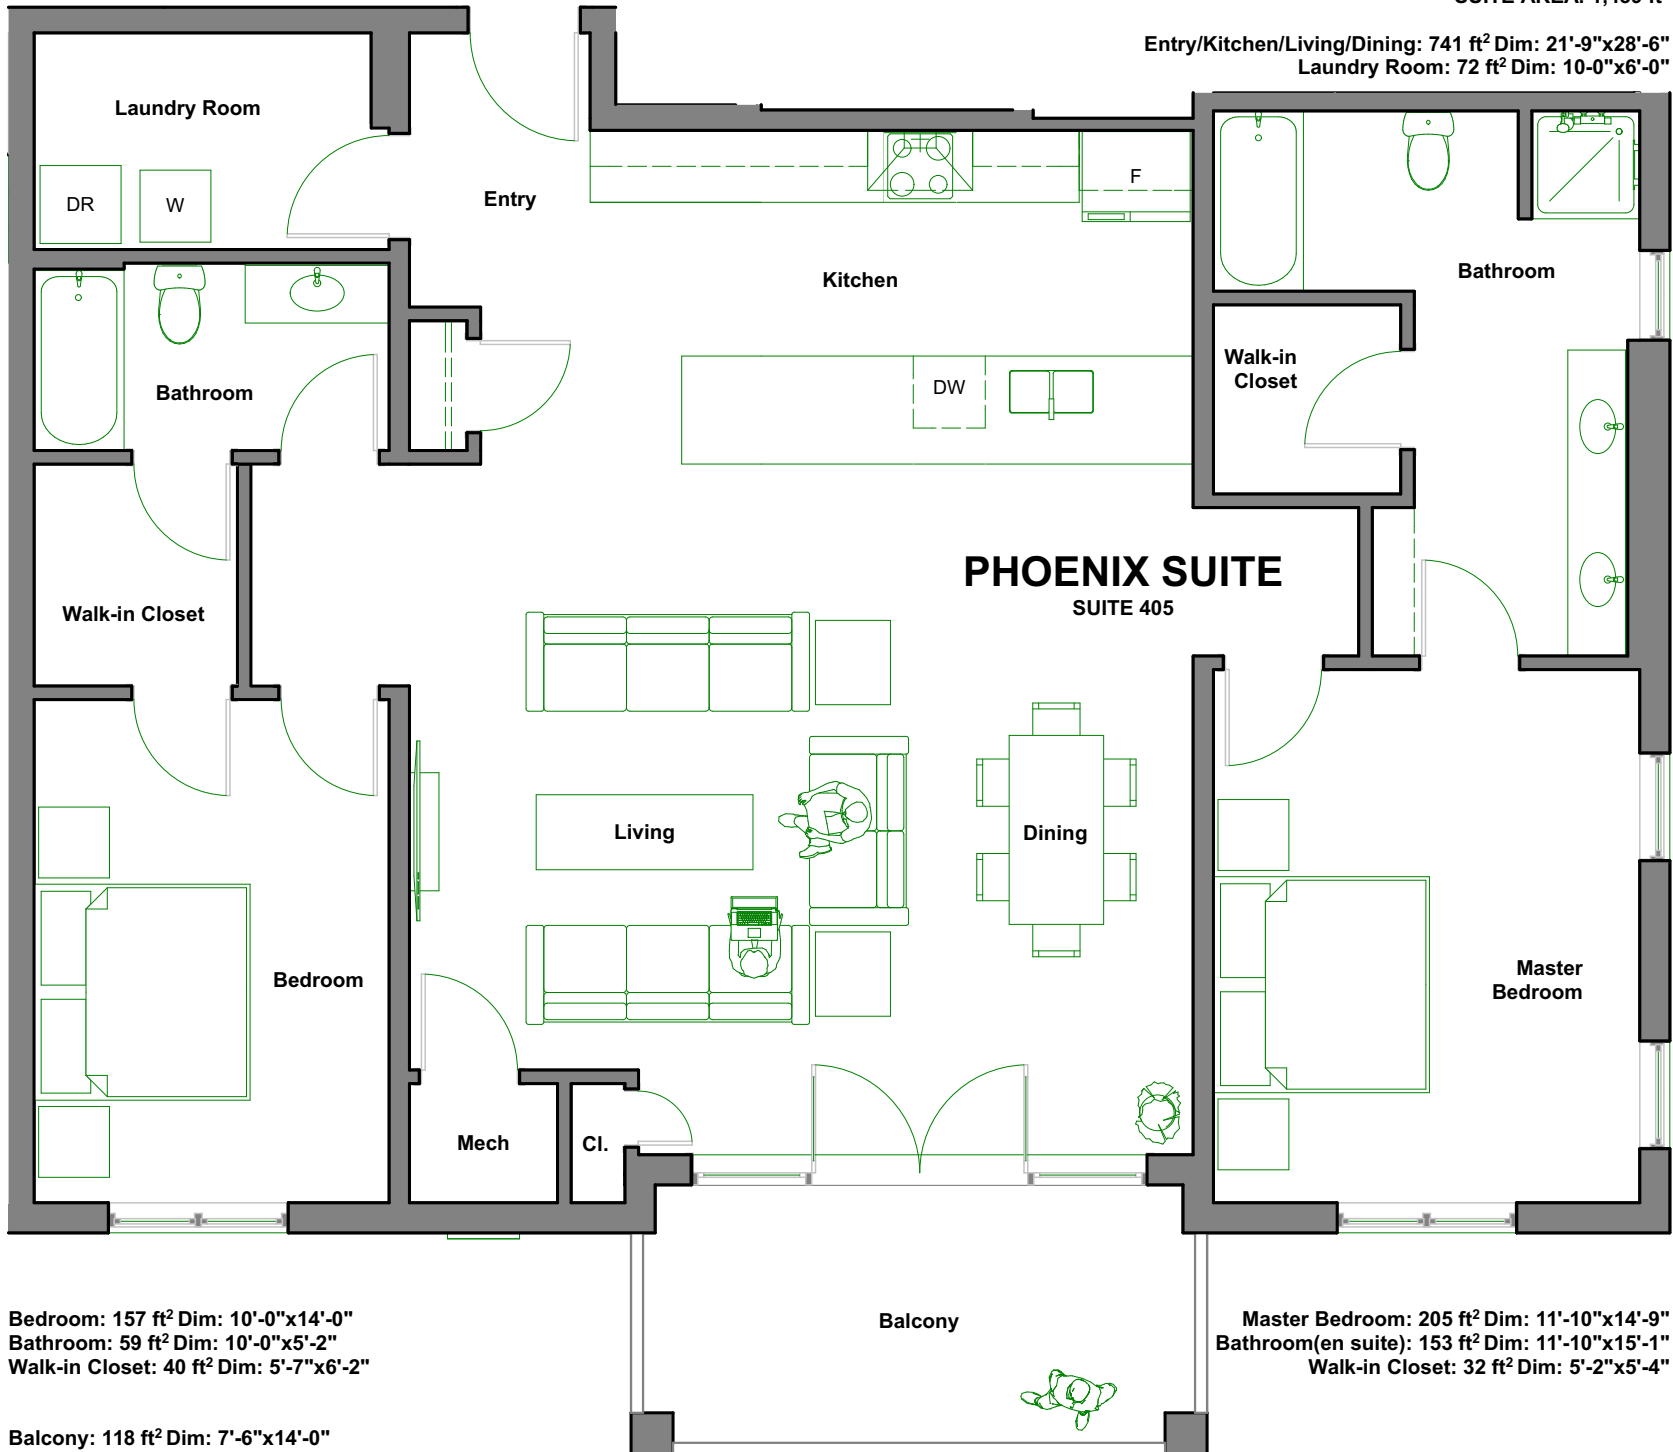 Entry/Kitchen/Living/Dining: 741 ft² Dim: 21'-9"x28'-6"
Laundry Room: 72 ft² Dim: 10-0"x6'-0"
Laundry Room
DR
W
Entry
F
Kitchen
Bathroom
Bathroom
Walk-in
Closet
DW
PHOENIX SUITE
SUITE 405
Walk-in Closet
Living
Dining
Bedroom
Master
Bedroom
Mech
Cl.
Balcony
Bedroom: 157 ft² Dim: 10'-0"x14'-0"
Bathroom: 59 ft² Dim: 10'-0"x5'-2"
Walk-in Closet: 40 ft² Dim: 5'-7"x6'-2"
Master Bedroom: 205 ft² Dim: 11'-10"x14'-9"
Bathroom(en suite): 153 ft² Dim: 11'-10"x15'-1"
Walk-in Closet: 32 ft² Dim: 5'-2"x5'-4"
Balcony: 118 ft² Dim: 7'-6"x14'-0"